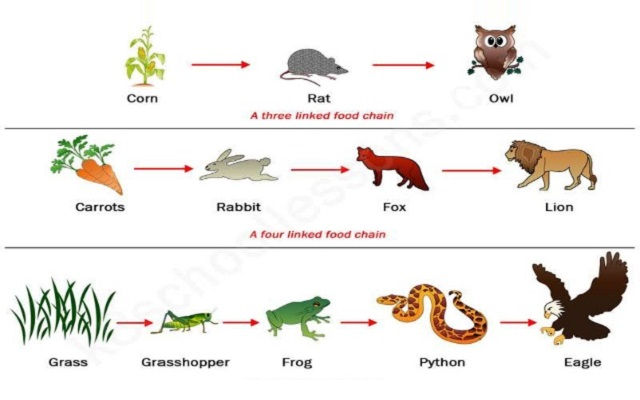 Corn Rat Owl
A three linked food chain
Carrots Rabbit Fox Lion
A four linked food chain
Grass Grasshopper Frog Python Eagle